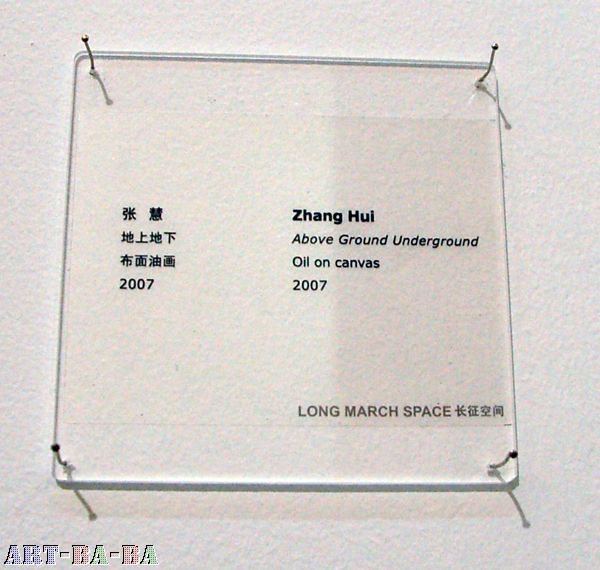 张 慧
地上地下
布面油画
2007
Zhang Hui
Above Ground Underground
Oil on canvas
2007
LONG MARCH SPACE 长征空间
ART-BA-BA